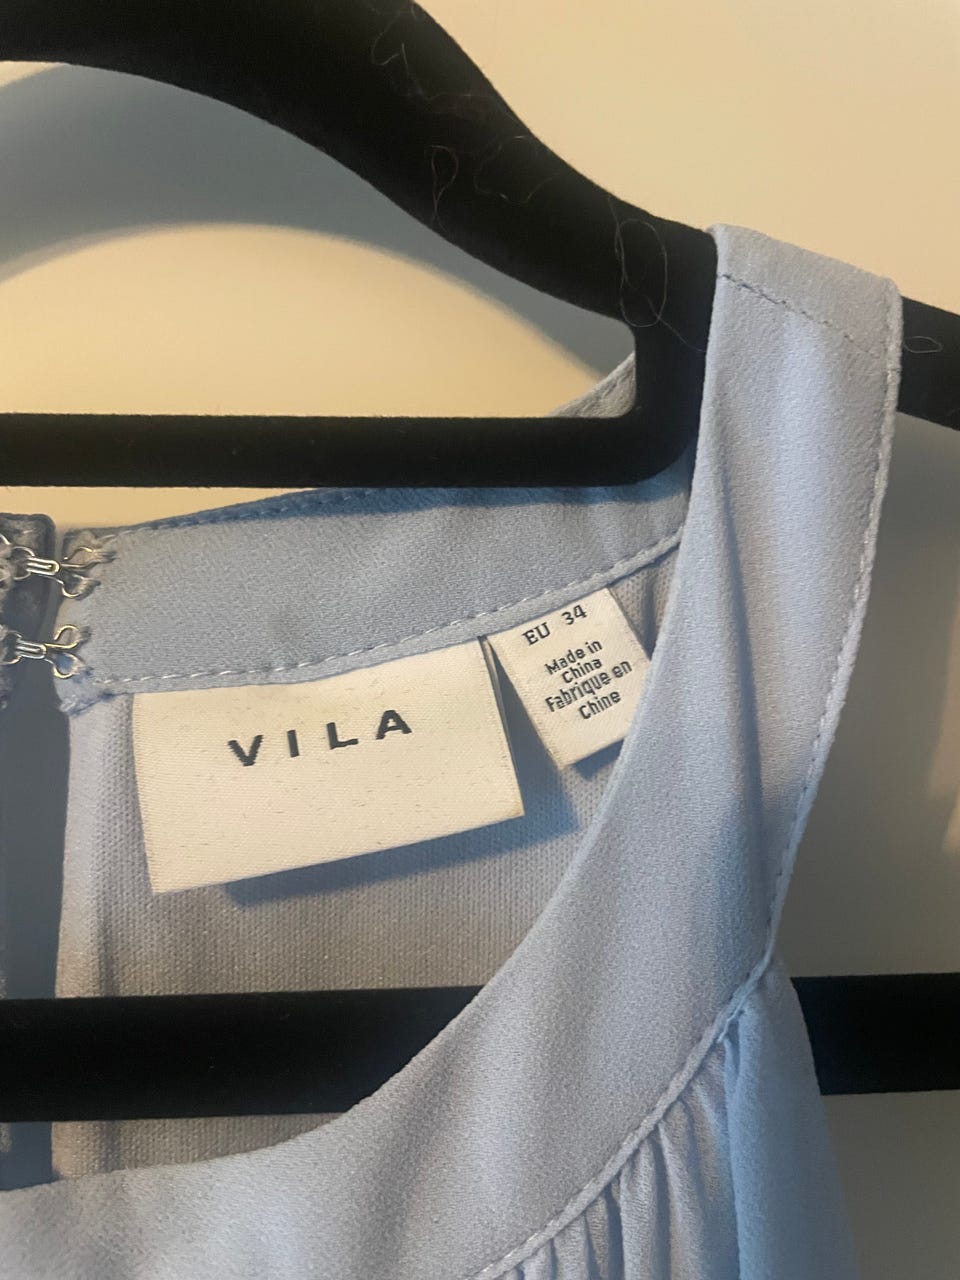 VILA
EU 34
Made in
China
Fabrique en
Chine